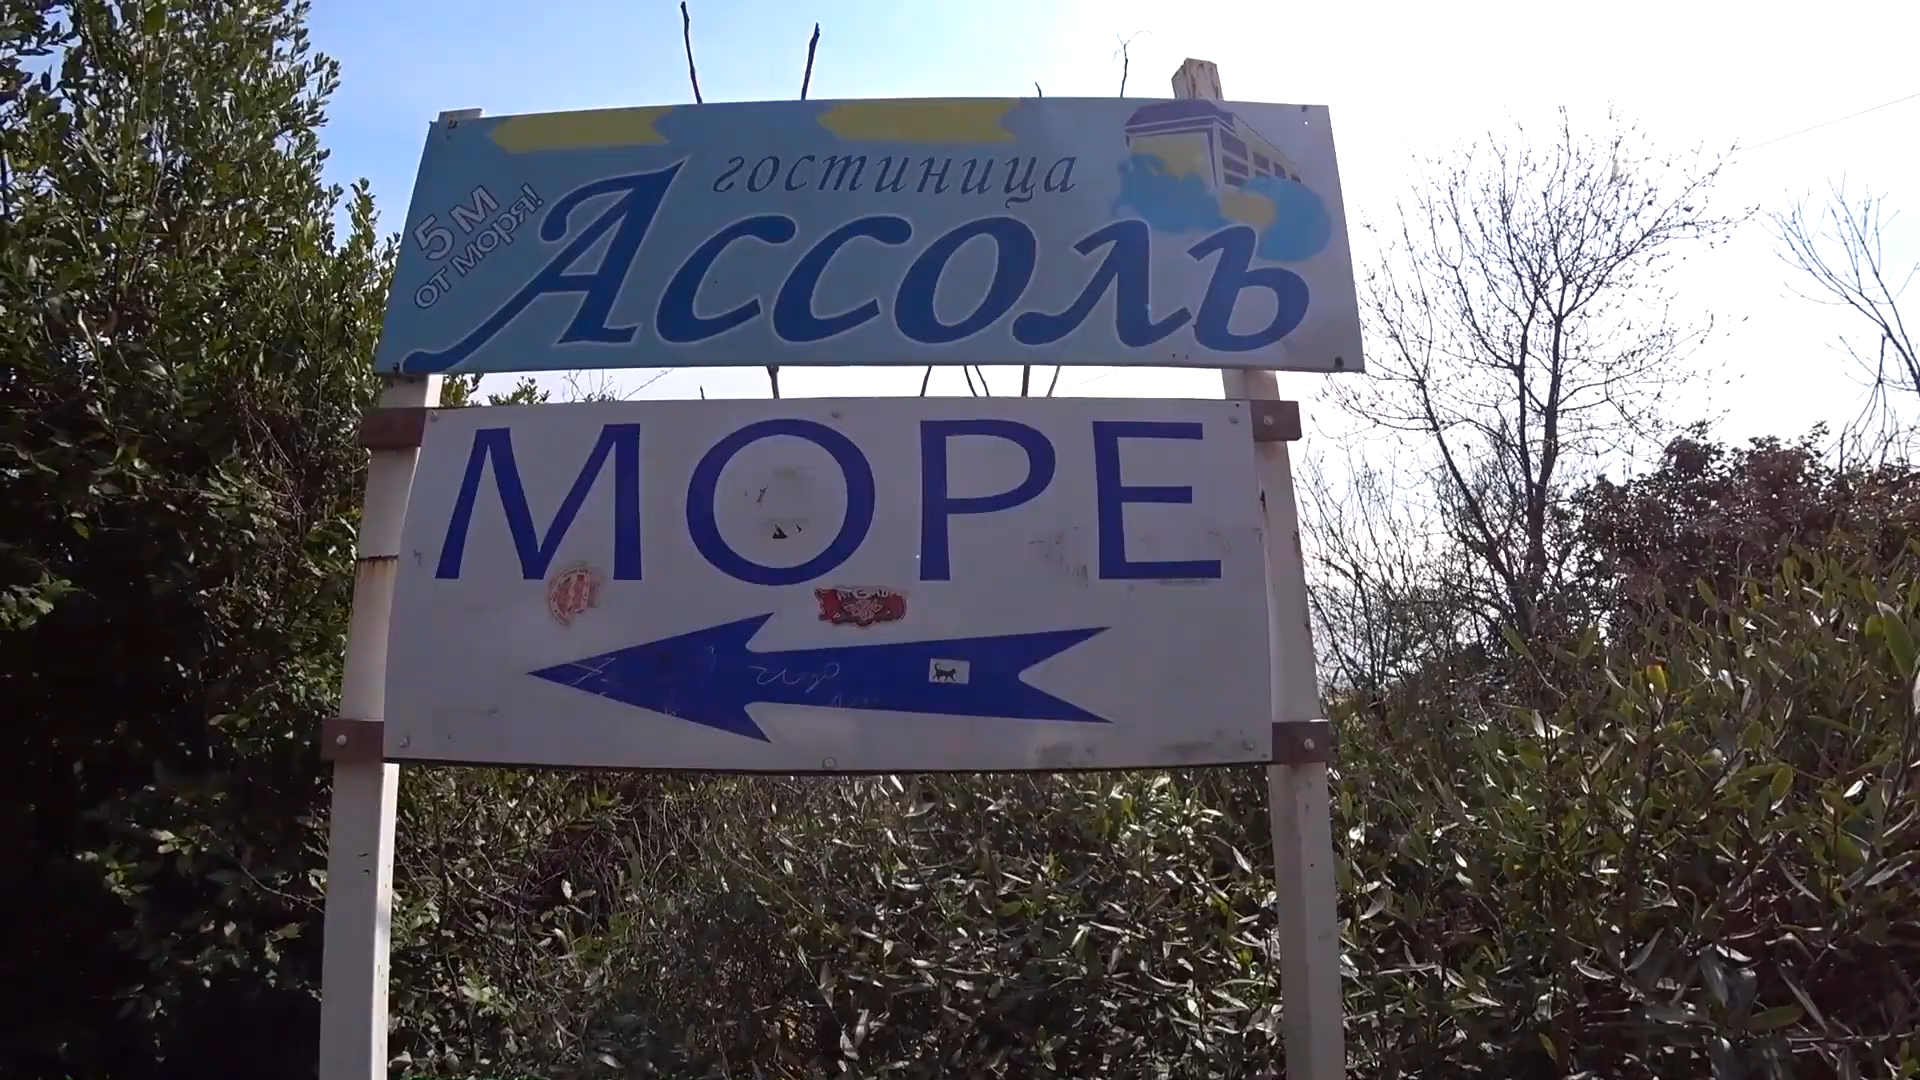 гостиница
5 м
от моря!
Ассоль
МОРЕ